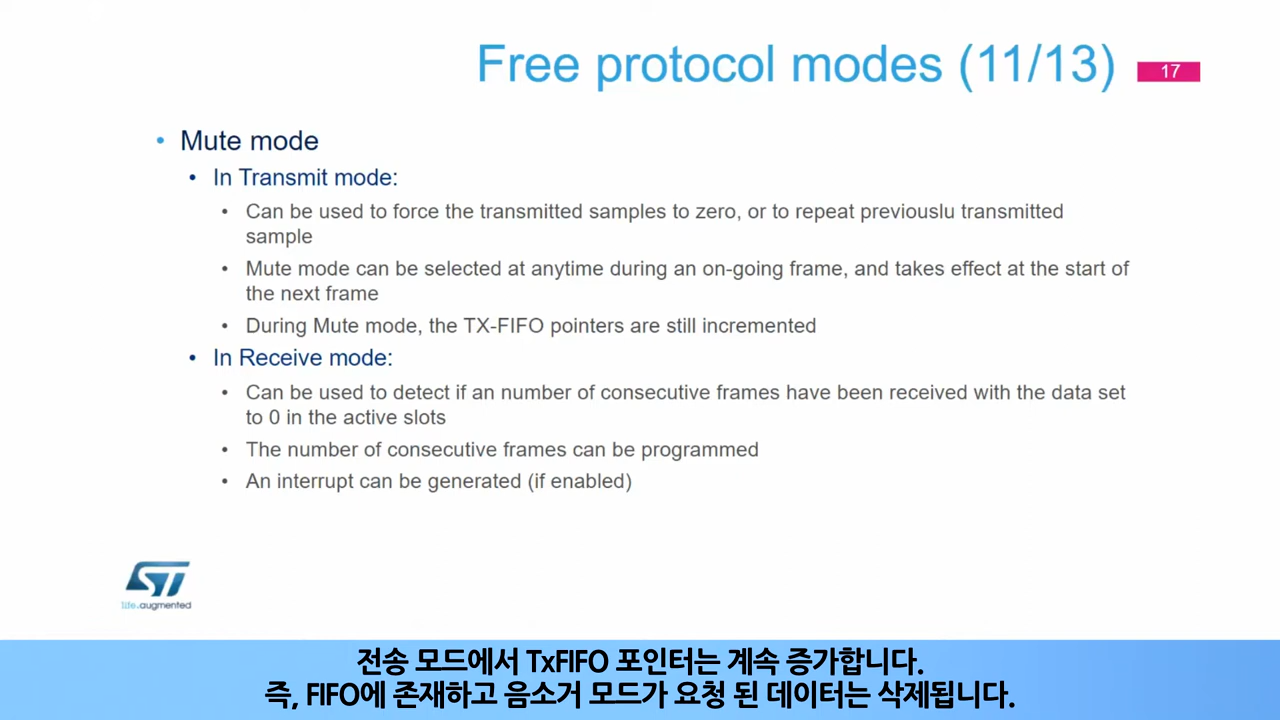 Free protocol modes (11/13)
17
• Mute mode
• In Transmit mode:
• Can be used to force the transmitted samples to zero, or to repeat previouslu transmitted
sample
• Mute mode can be selected at anytime during an on-going frame, and takes effect at the start of
the next frame
• During Mute mode, the TX-FIFO pointers are still incremented
• In Receive mode:
• Can be used to detect if an number of consecutive frames have been received with the data set
to 0 in the active slots
• The number of consecutive frames can be programmed
• An interrupt can be generated (if enabled)
ST
life.augmented
전송 모드에서 TxFIFO 포인터는 계속 증가합니다.
즉, FIFO에 존재하고 음소거 모드가 요청 된 데이터는 삭제됩니다.